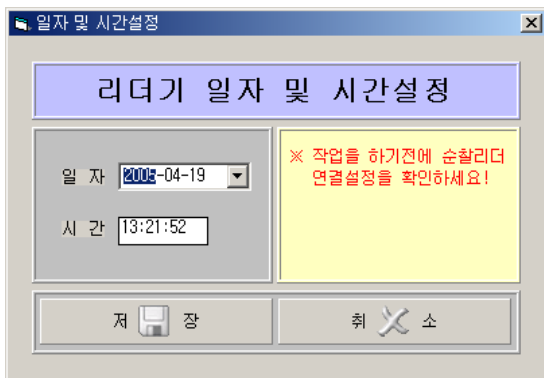 일자 및 시간설정
리더기 일자 및 시간설정
일 자 2005-04-19
시 간 13:21:52
※ 작업을 하기전에 순찰리더
연결설정을 확인하세요!
저 장
취 소